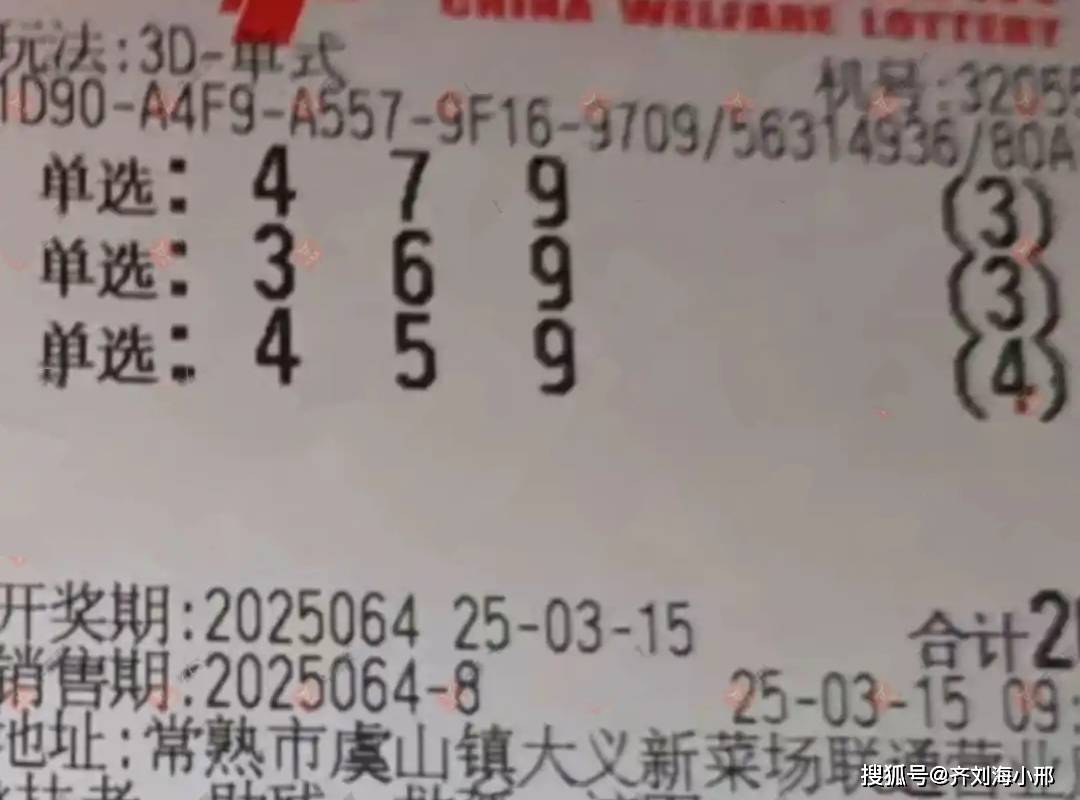 CHINA WELFARE LOTTERY
玩法:3D-单式
机号:32055
1D90-A4F9-A557-9F16-9709/56314936/80A
单选: 4 7 9 (3)
单选: 3 6 9 (3)
单选: 4 5 9 (4)
开奖期:2025064 25-03-15 合计2
销售期:2025064-8 25-03-15 09:
地址:常熟市虞山镇大义新菜场联通营业
搜狐号@齐刘海小邢